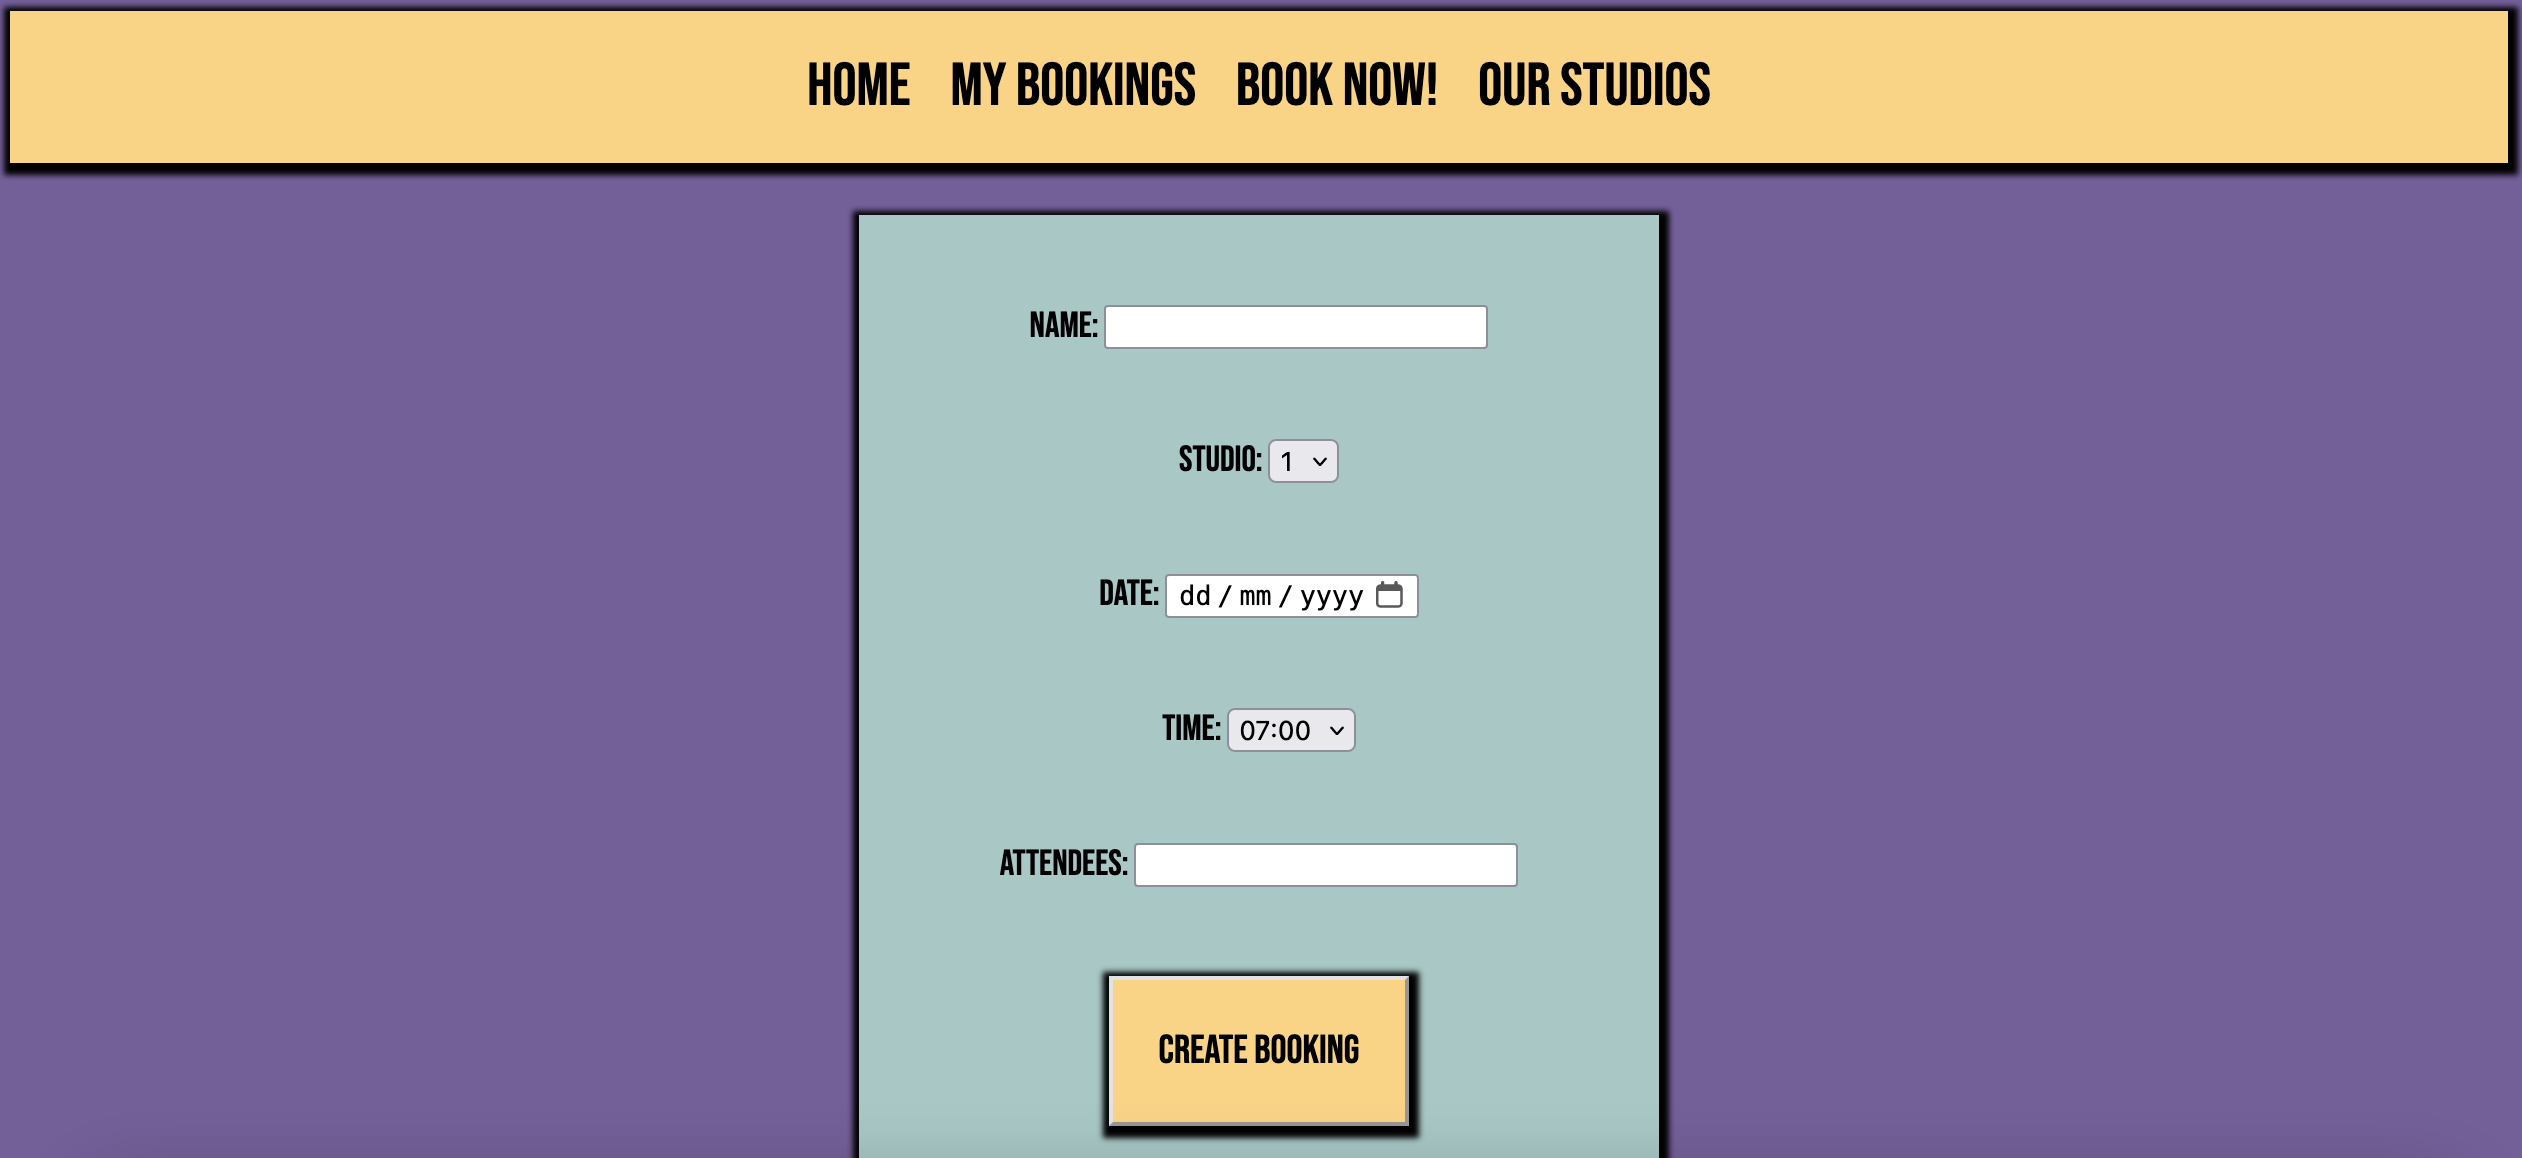 HOME MY BOOKINGS BOOK NOW! OUR STUDIOS
NAME:
STUDIO: 1
DATE: dd/mm/yyyy
TIME: 07:00
ATTENDEES:
CREATE BOOKING